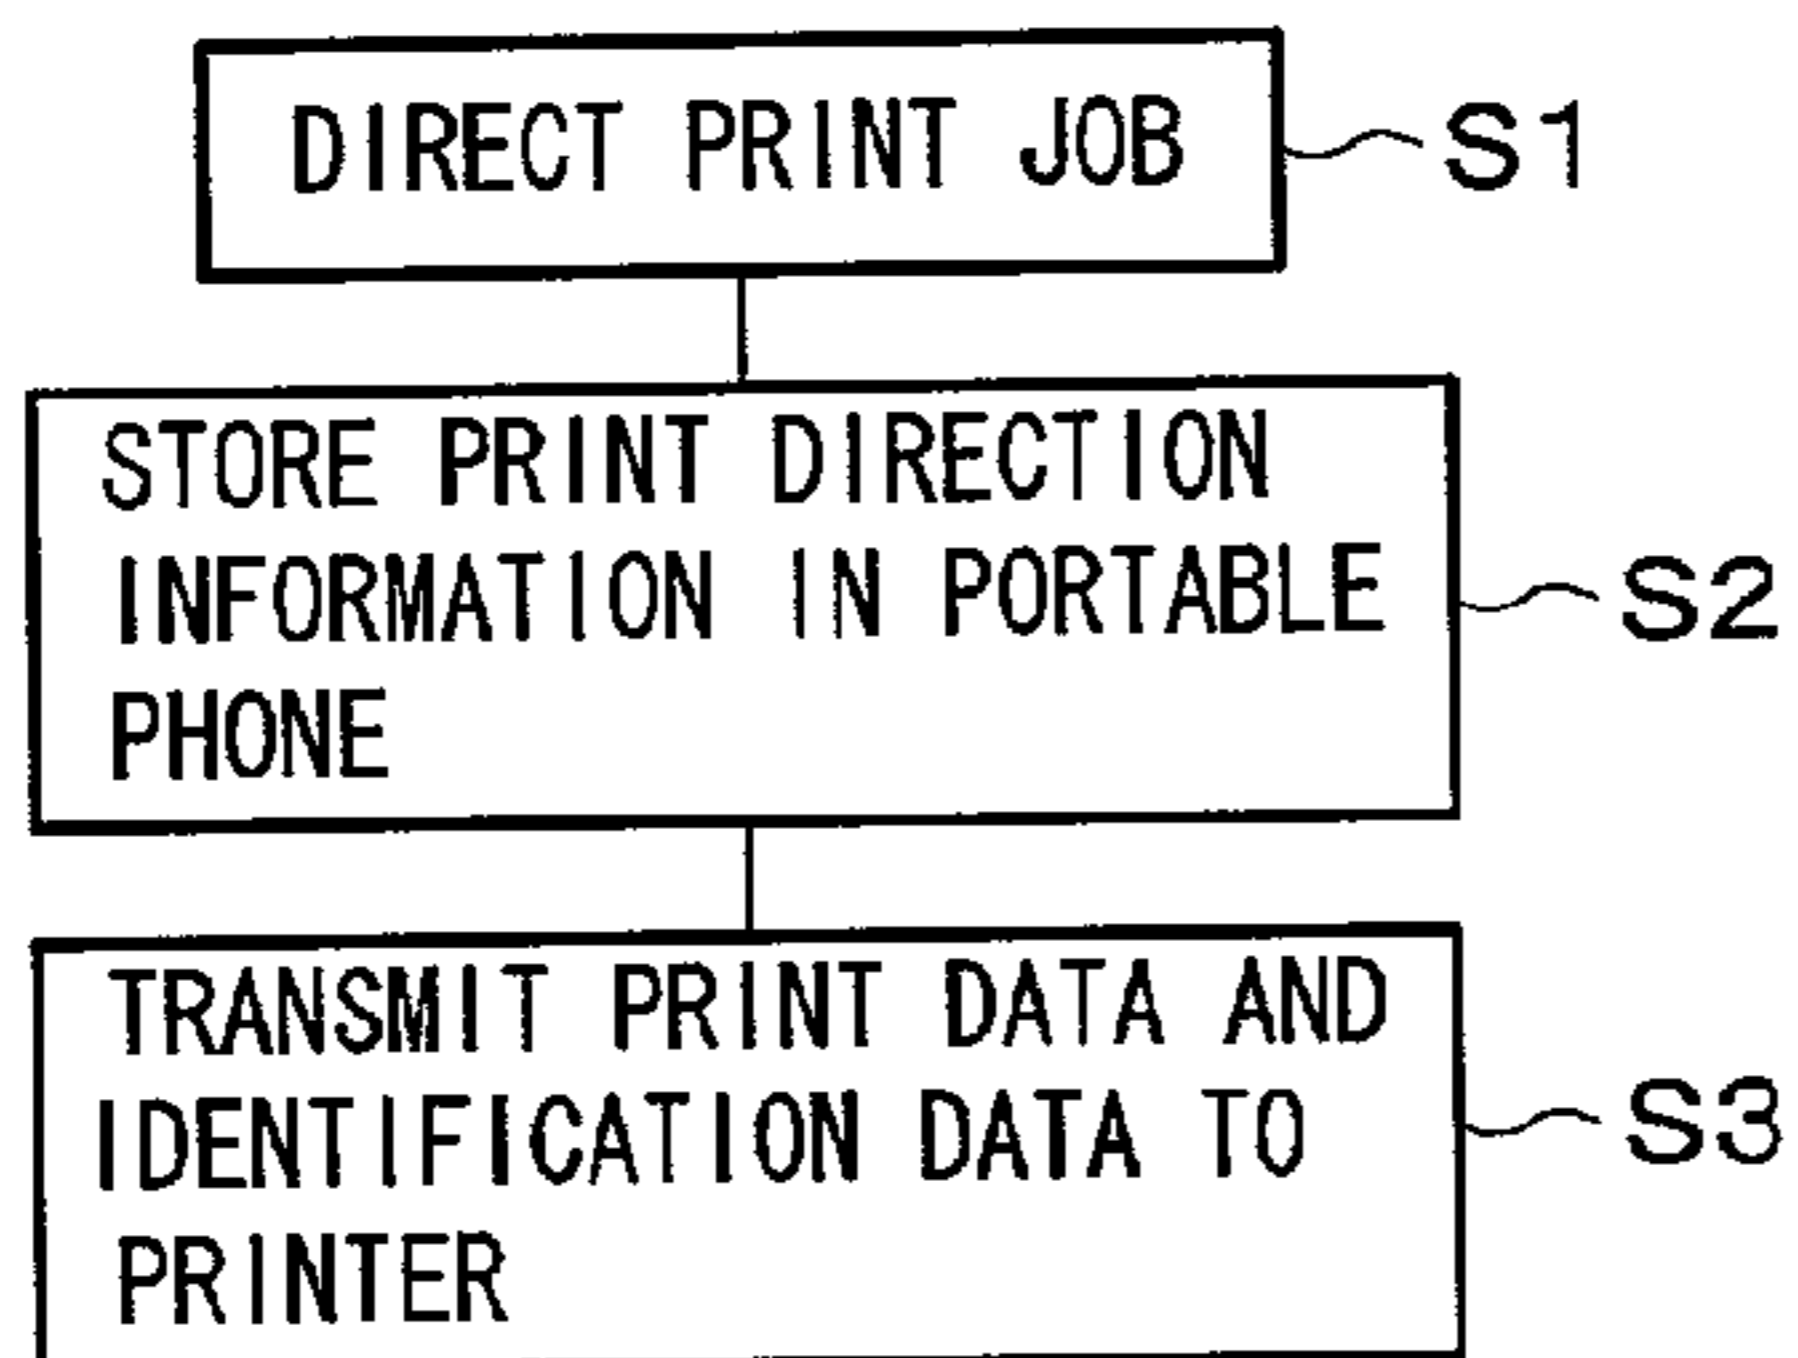 DIRECT PRINT JOB S1
STORE PRINT DIRECTION
INFORMATION IN PORTABLE S2
PHONE
TRANSMIT PRINT DATA AND
IDENTIFICATION DATA TO S3
PRINTER